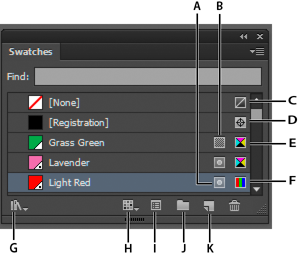 A B
Swatches
Find:
[None] C
[Registration] D
Grass Green E
Lavender
Light Red F
G H I J K